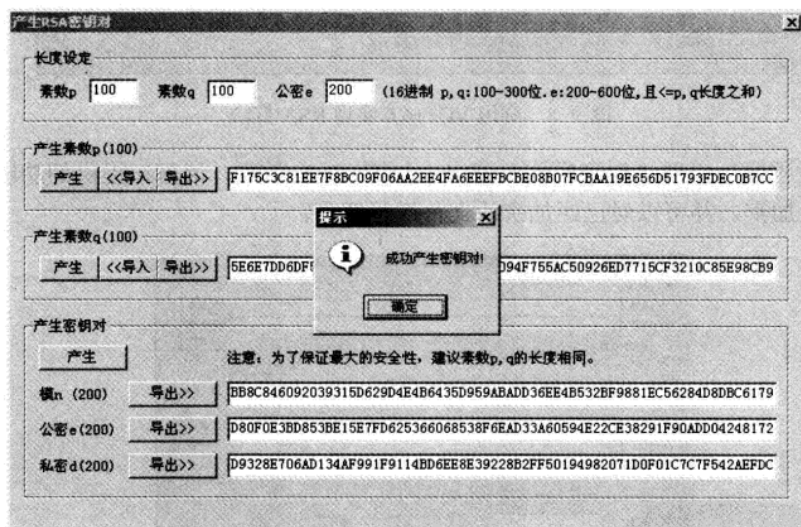 产生RSA密钥对
长度设定
素数p 100 素数q 100 公密e 200 (16进制 p,q:100-300位.e:200-600位,且<=p,q长度之和)
产生素数p(100)
产生 <<导入 导出>> F175C3C81EE7F8BC09F06AA2EE4FA6EEEFBCBE08B07FCBAA19E656D51793FDEC0B7CC
提示
产生素数q(100)
成功产生密钥对!
产生 <<导入 导出>> 5E6E7DD6DF 094F755AC50926ED7715CF3210C85E98CB9
确定
产生密钥对
产生 注意: 为了保证最大的安全性, 建议素数p,q的长度相同。
模n (200) 导出>> BB8C846092039315D629D4E4B6435D959ABADD36EE4B532BF9881EC56284D8DBC6179
公密e(200) 导出>> D80F0E3BD853BE15E7FD625366068538F6EAD33A60594E22CE38291F90ADD04248172
私密d(200) 导出>> D9328E706AD134AF991F9114BD6EE8E39228B2FF50194982071D0F01C7C7F542AEFDC